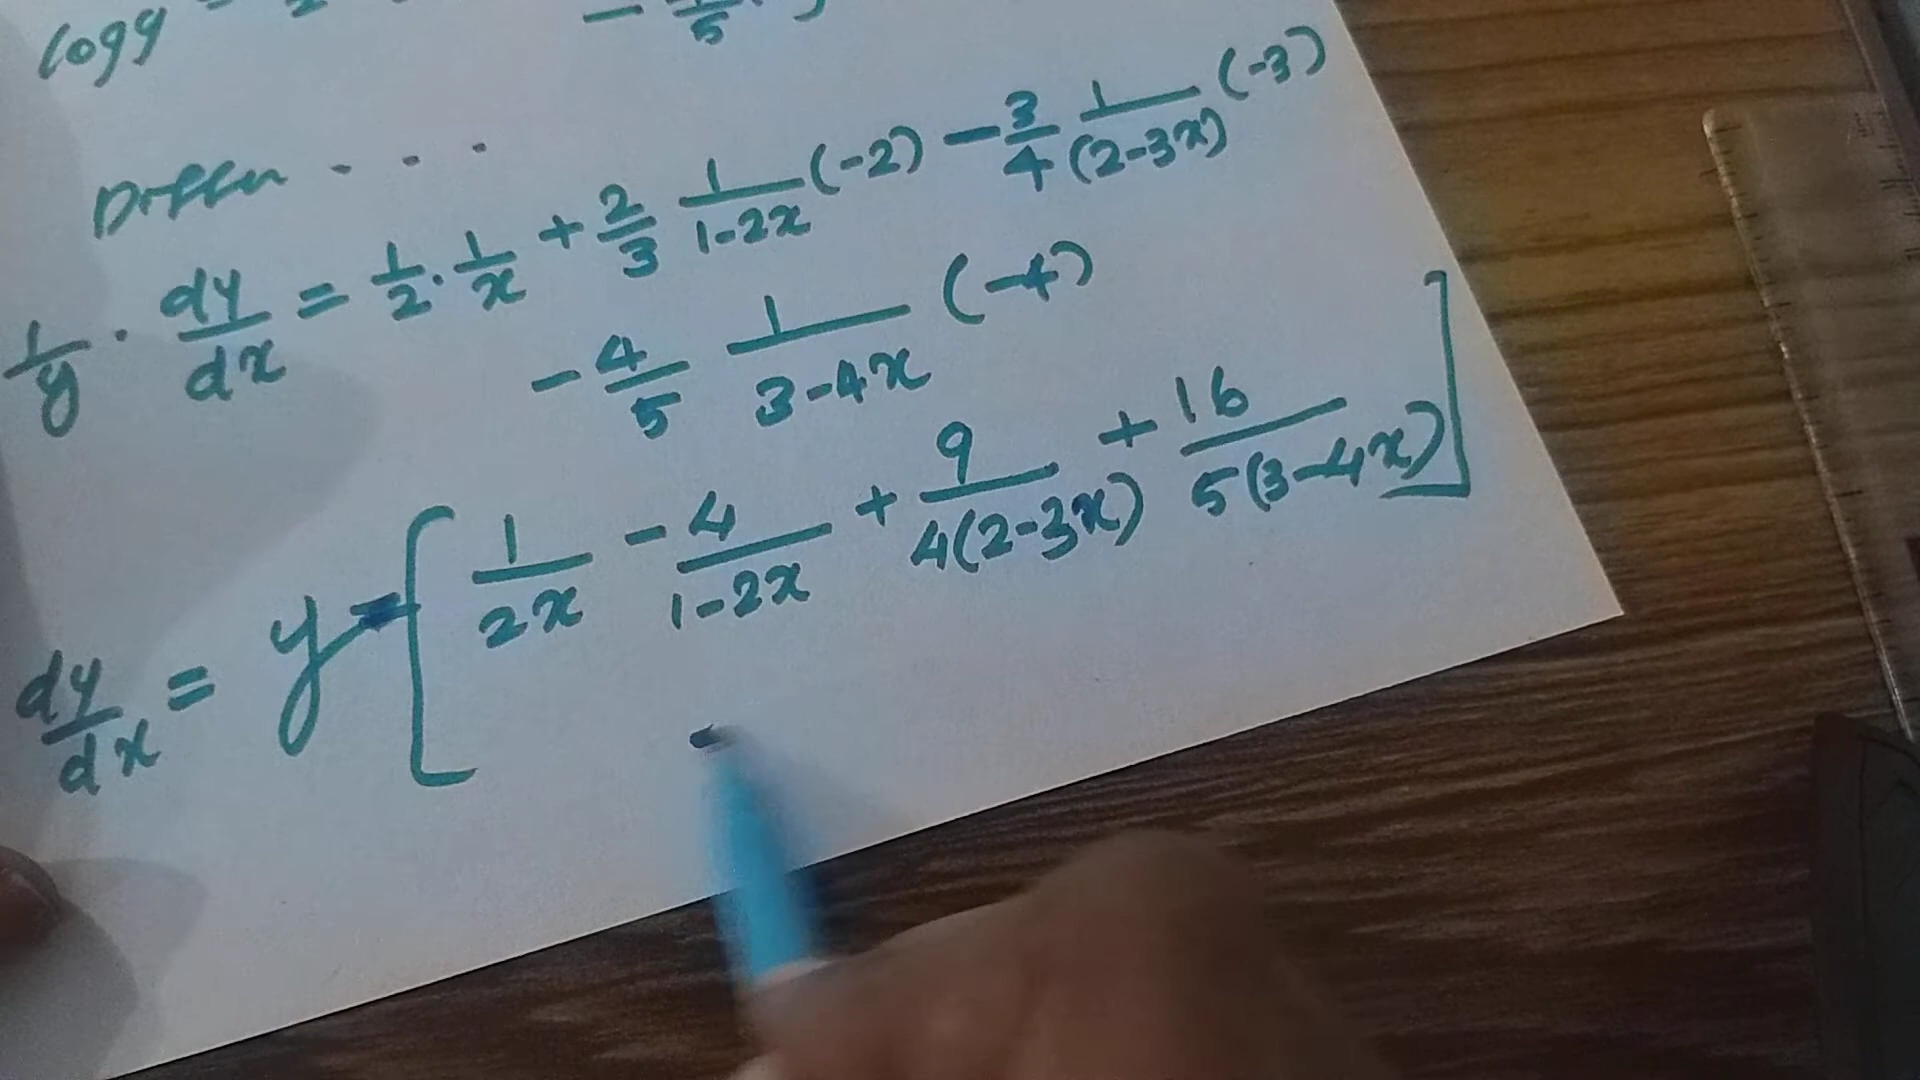 logy =
- /5
Differ . . .
1/y . dy/dx = 1/2 . 1/x + 2/3 1/(1-2x) (-2) - 3/4 1/(2-3x) (-3)
- 4/5 1/(3-4x) (-4)
dy/dx = y [ 1/2x - 4/(1-2x) + 9/4(2-3x) + 16/5(3-4x) ]